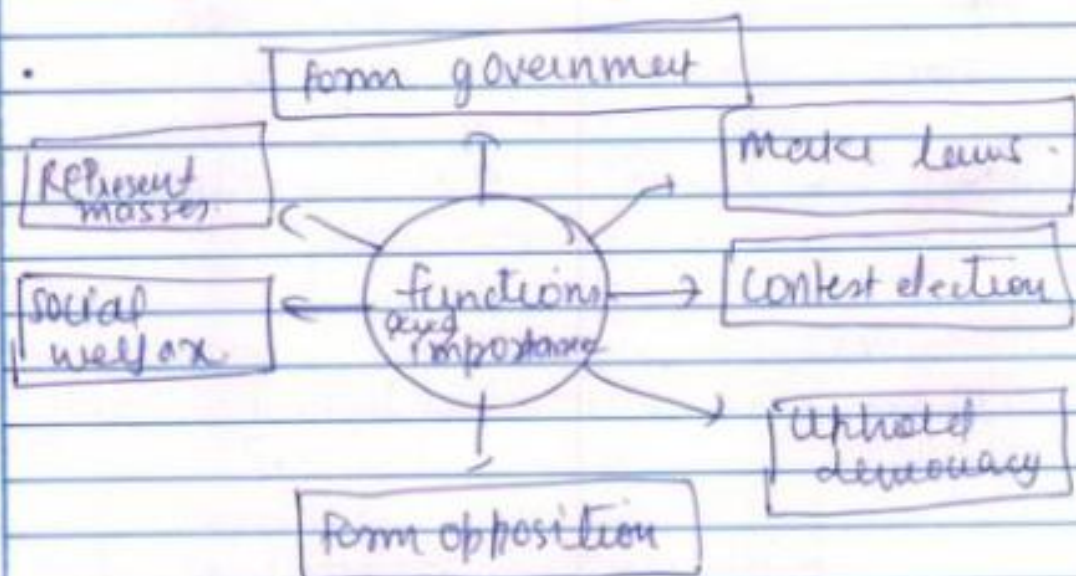 Form government
Make laws.
Represent
masses.
functions
and
importance
Contest election
Social
welfare.
Uphold
democracy
Form opposition